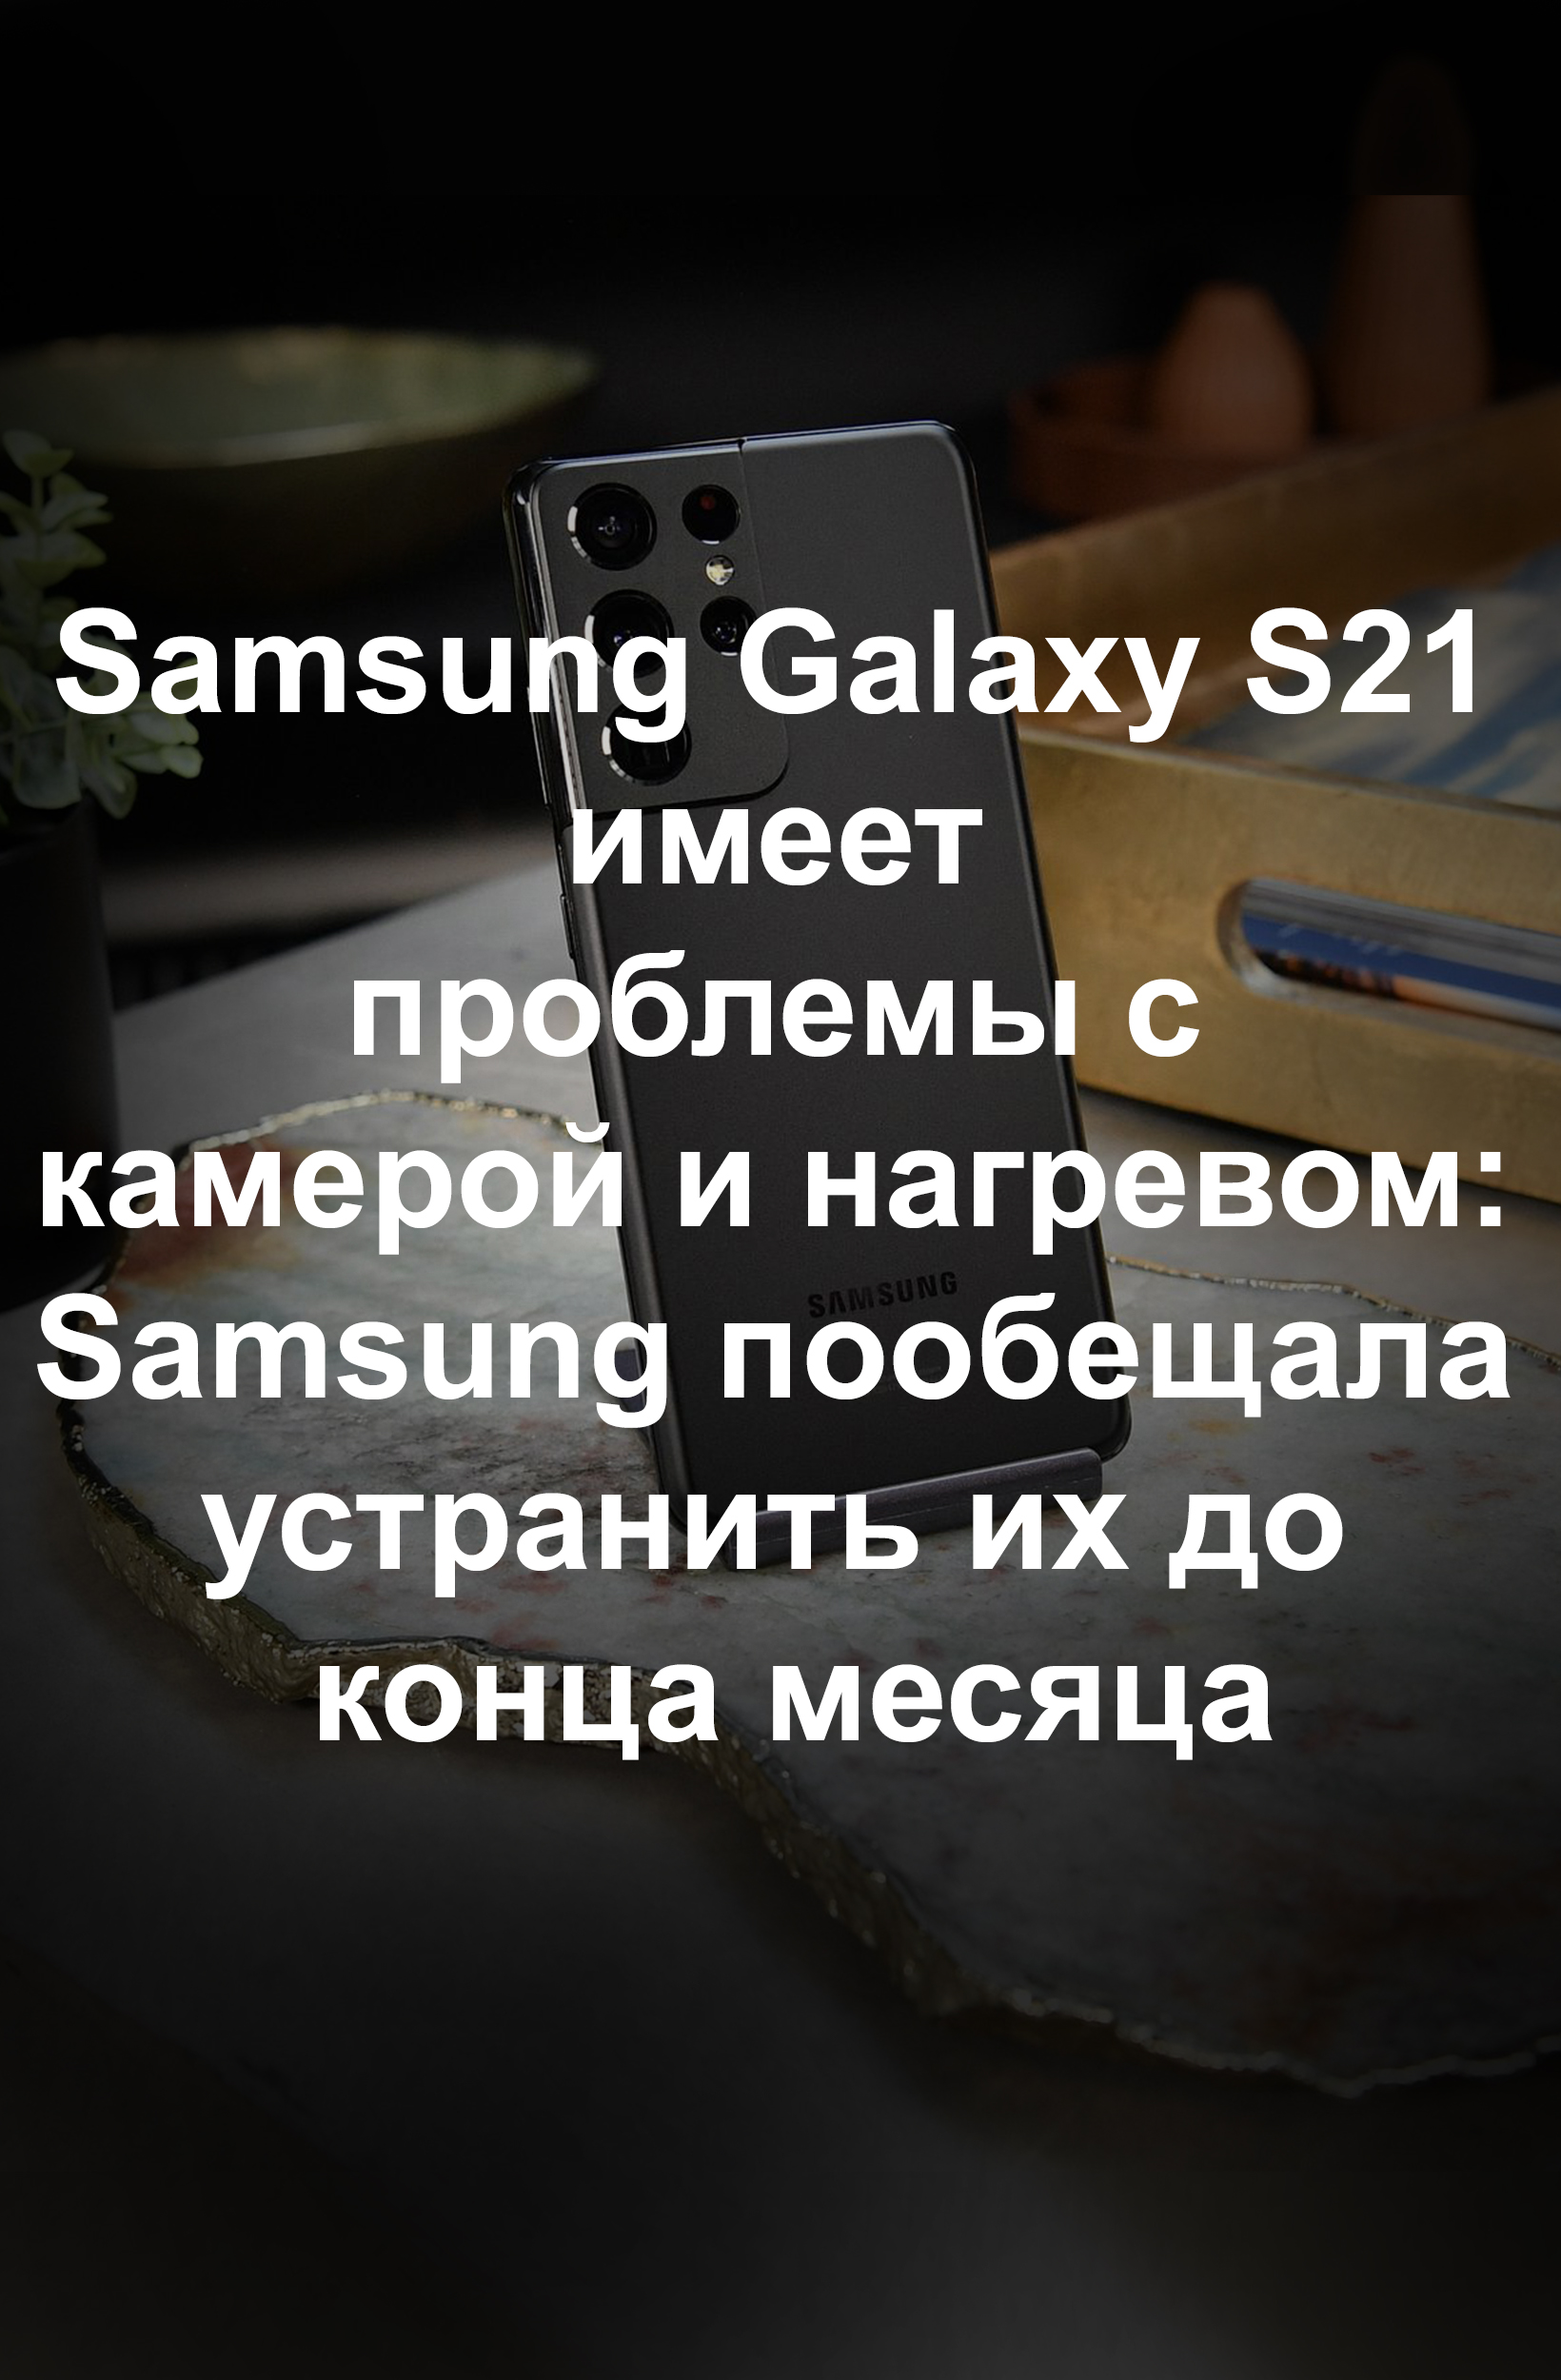 Samsung Galaxy S21
имеет
проблемы с
камерой и нагревом:
SAMSUNG
Samsung пообещала
устранить их до
конца месяца